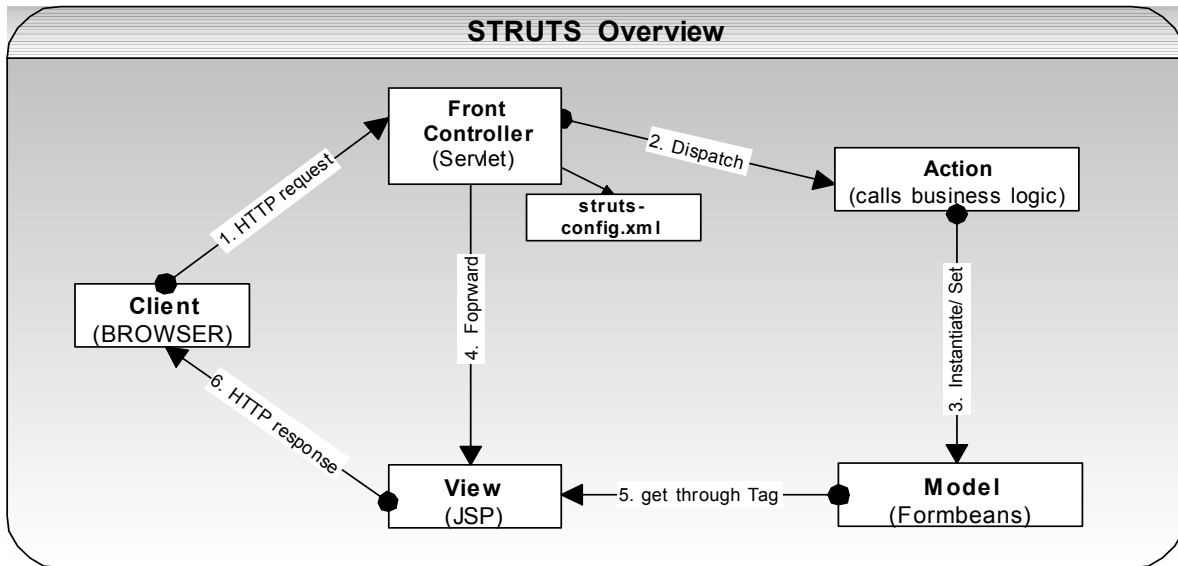 STRUTS Overview
Front
Controller
(Servlet)
2. Dispatch
Action
(calls business logic)
struts-
config.xml
1. HTTP request
Client
(BROWSER)
4. Foprward
3. Instantiate/ Set
6. HTTP response
View
(JSP)
5. get through Tag
Model
(Formbeans)